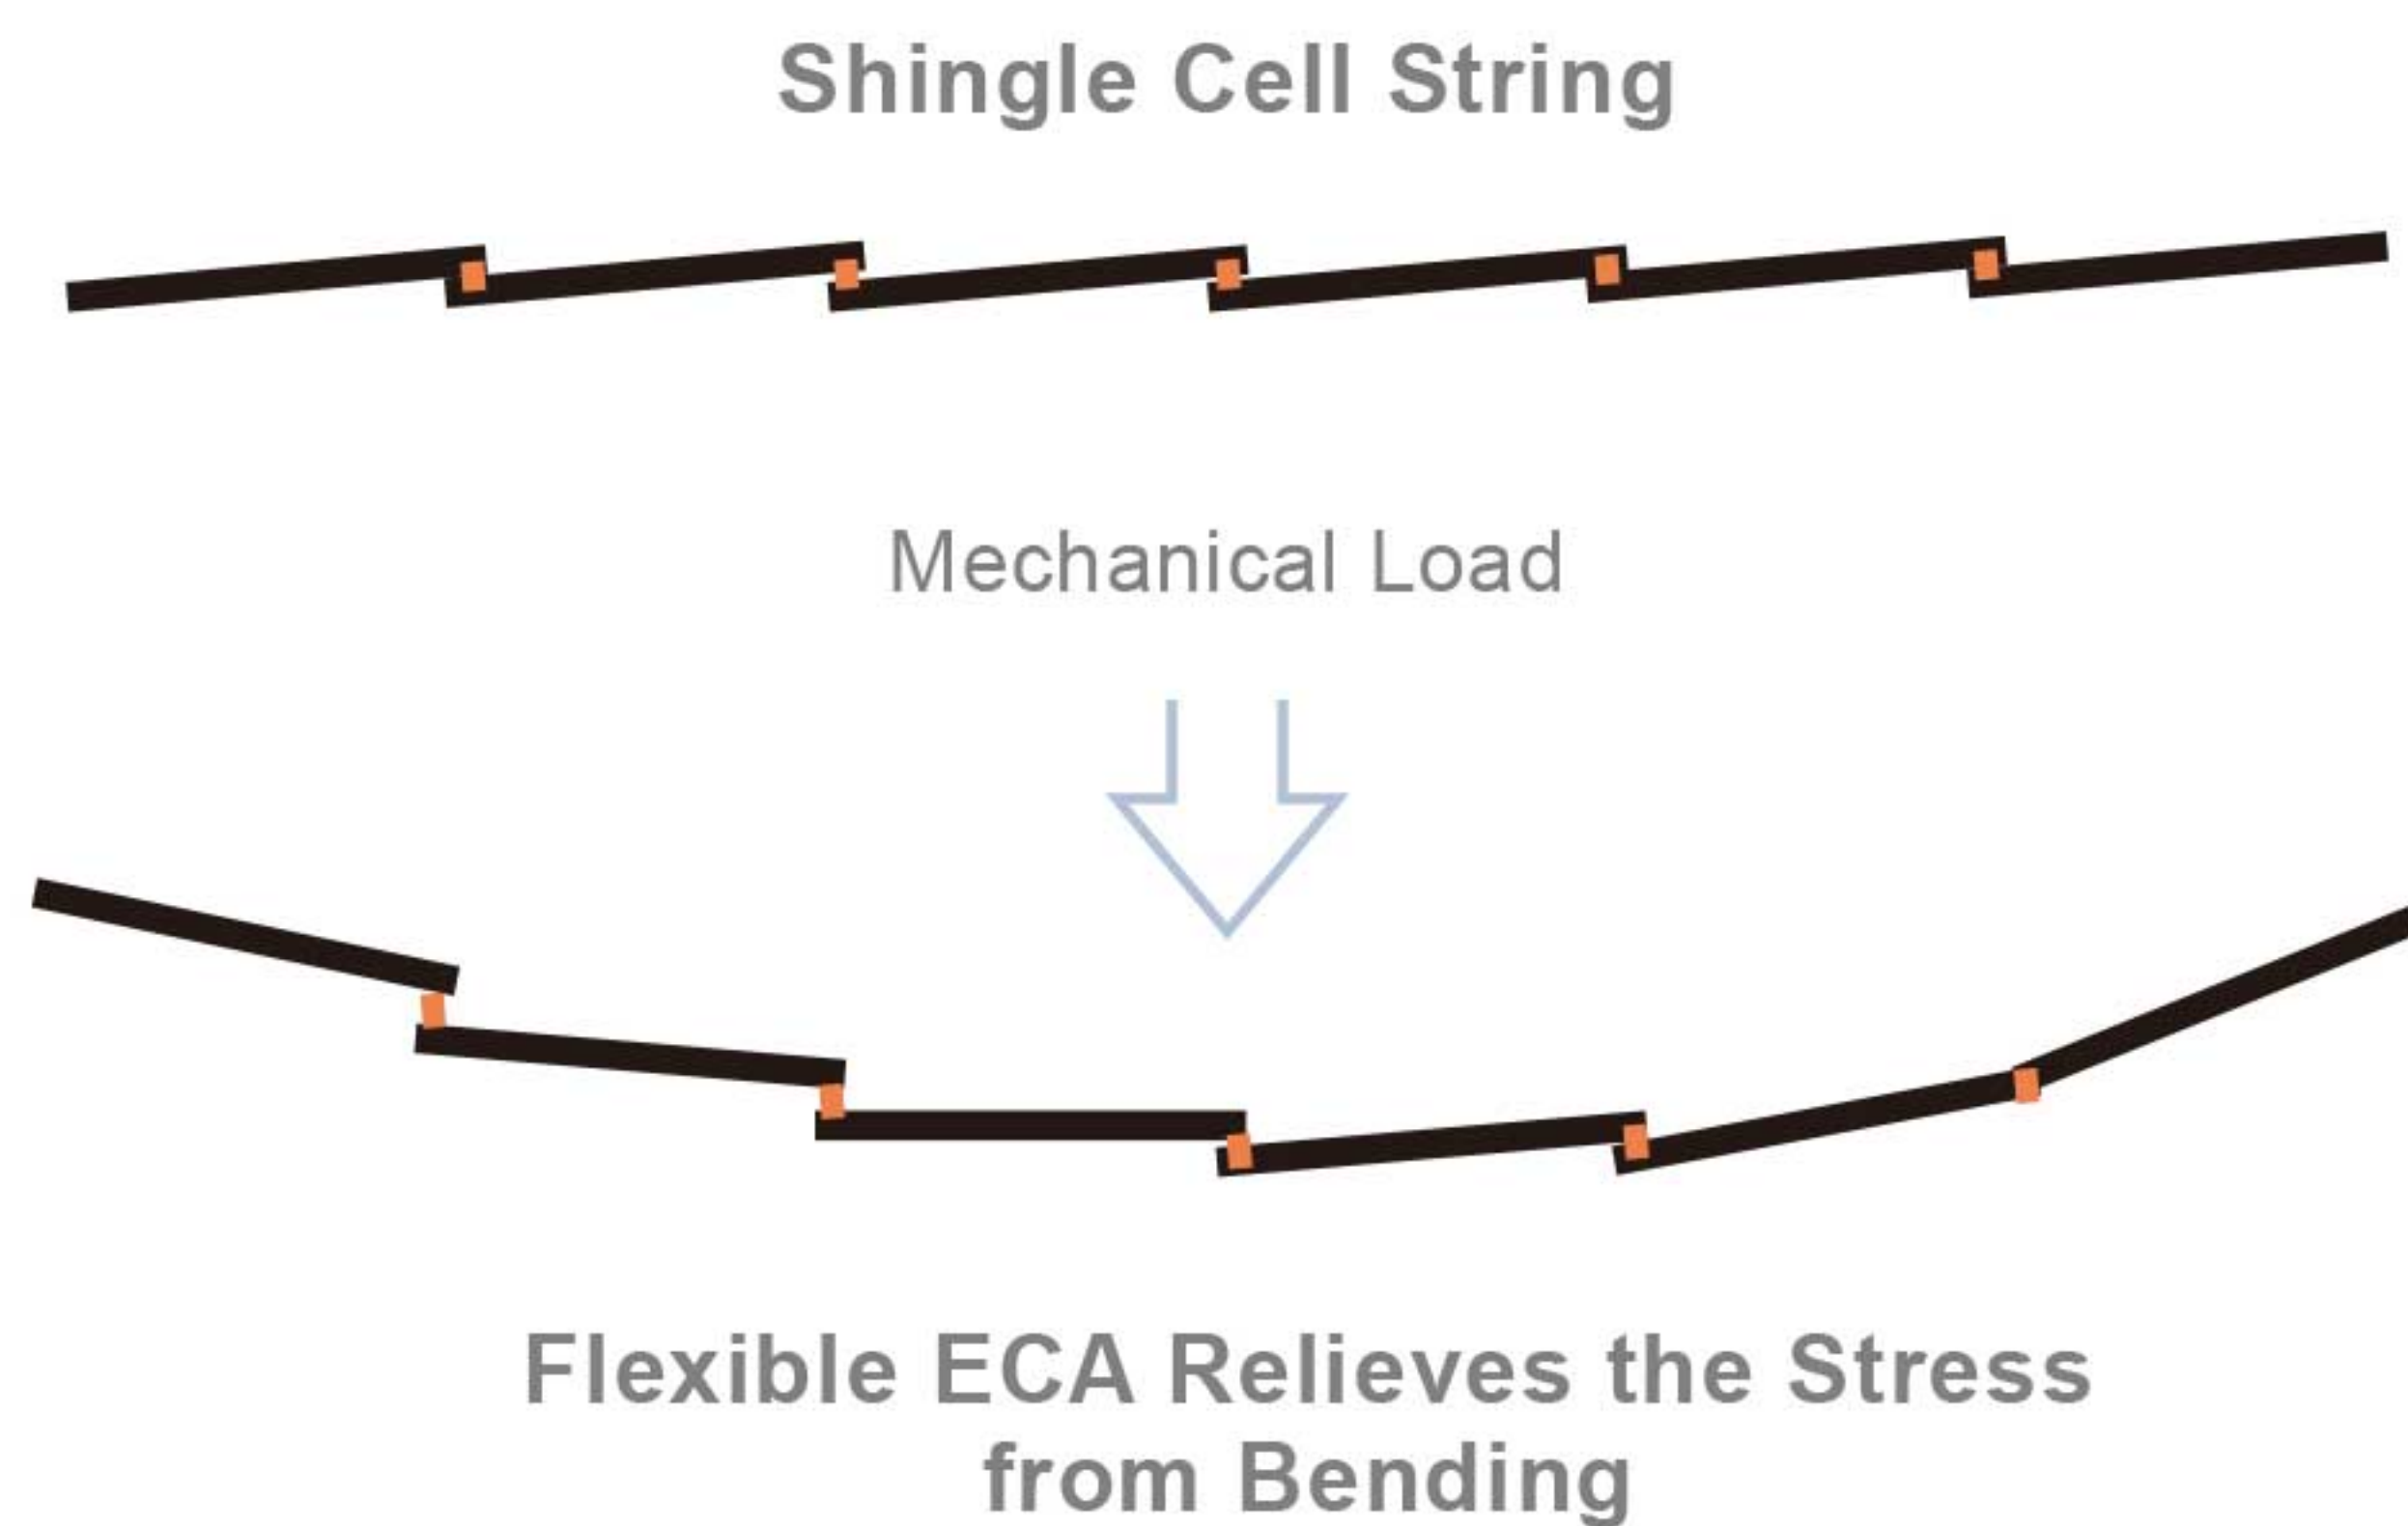 Shingle Cell String
Mechanical Load
Flexible ECA Relieves the Stress
from Bending